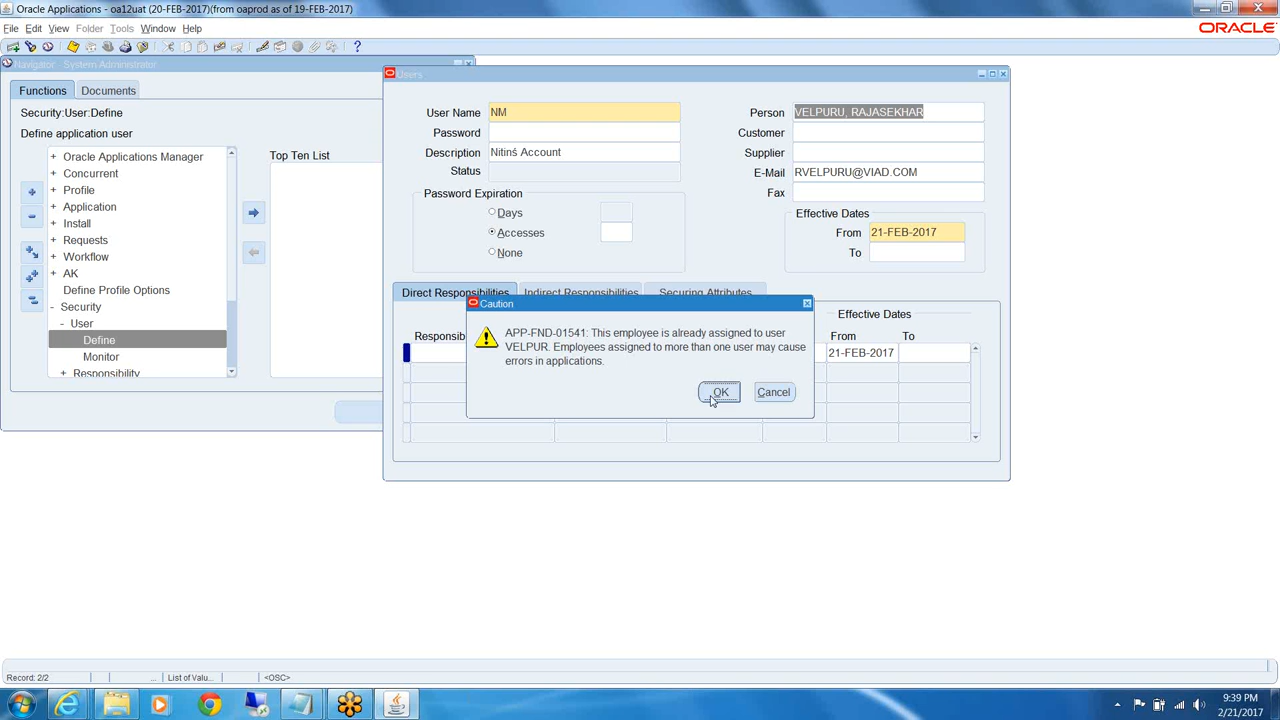 Oracle Applications - oa12uat (20-FEB-2017)(from oaprod as of 19-FEB-2017)
File Edit View Folder Tools Window Help
ORACLE
Navigator System Administrator
Functions Documents
Security:User:Define
Define application user
Top Ten List
+ Oracle Applications Manager
+ Concurrent
+ Profile
+ Application
+ Install
+ Requests
+ Workflow
+ AK
Define Profile Options
- Security
- User
Define
Monitor
+ Responsibility
Users
User Name NM
Password
Description Nitinś Account
Status
Password Expiration
Days
Accesses
None
Person VELPURU, RAJASEKHAR
Customer
Supplier
E-Mail RVELPURU@VIAD.COM
Fax
Effective Dates
From 21-FEB-2017
To
Direct Responsibilities Indirect Responsibilities Securing Attributes
Effective Dates
Responsib From To
21-FEB-2017
Caution
APP-FND-01541: This employee is already assigned to user
VELPUR. Employees assigned to more than one user may cause
errors in applications.
OK Cancel
Record: 2/2 ... List of Valu... <OSC>
9:39 PM
2/21/2017